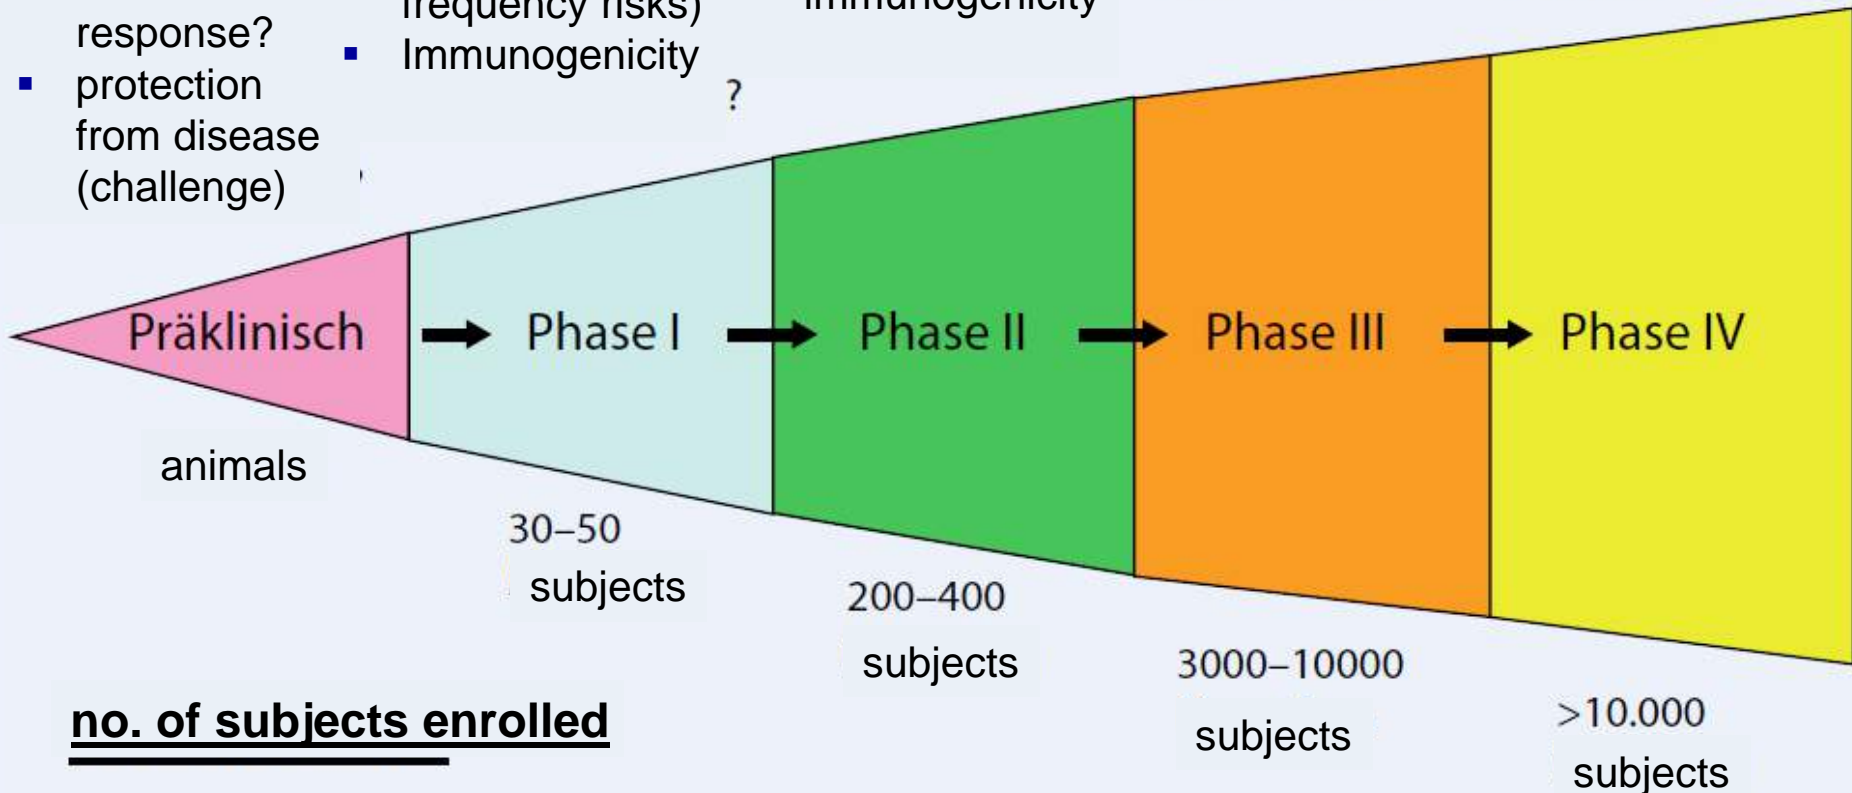 response?
▪ protection
from disease
(challenge)
frequency risks)
▪ Immunogenicity
immunogenicity
?
Präklinisch
Phase I
Phase II
Phase III
Phase IV
animals
30–50
subjects
200–400
subjects
3000–10000
subjects
>10.000
subjects
no. of subjects enrolled